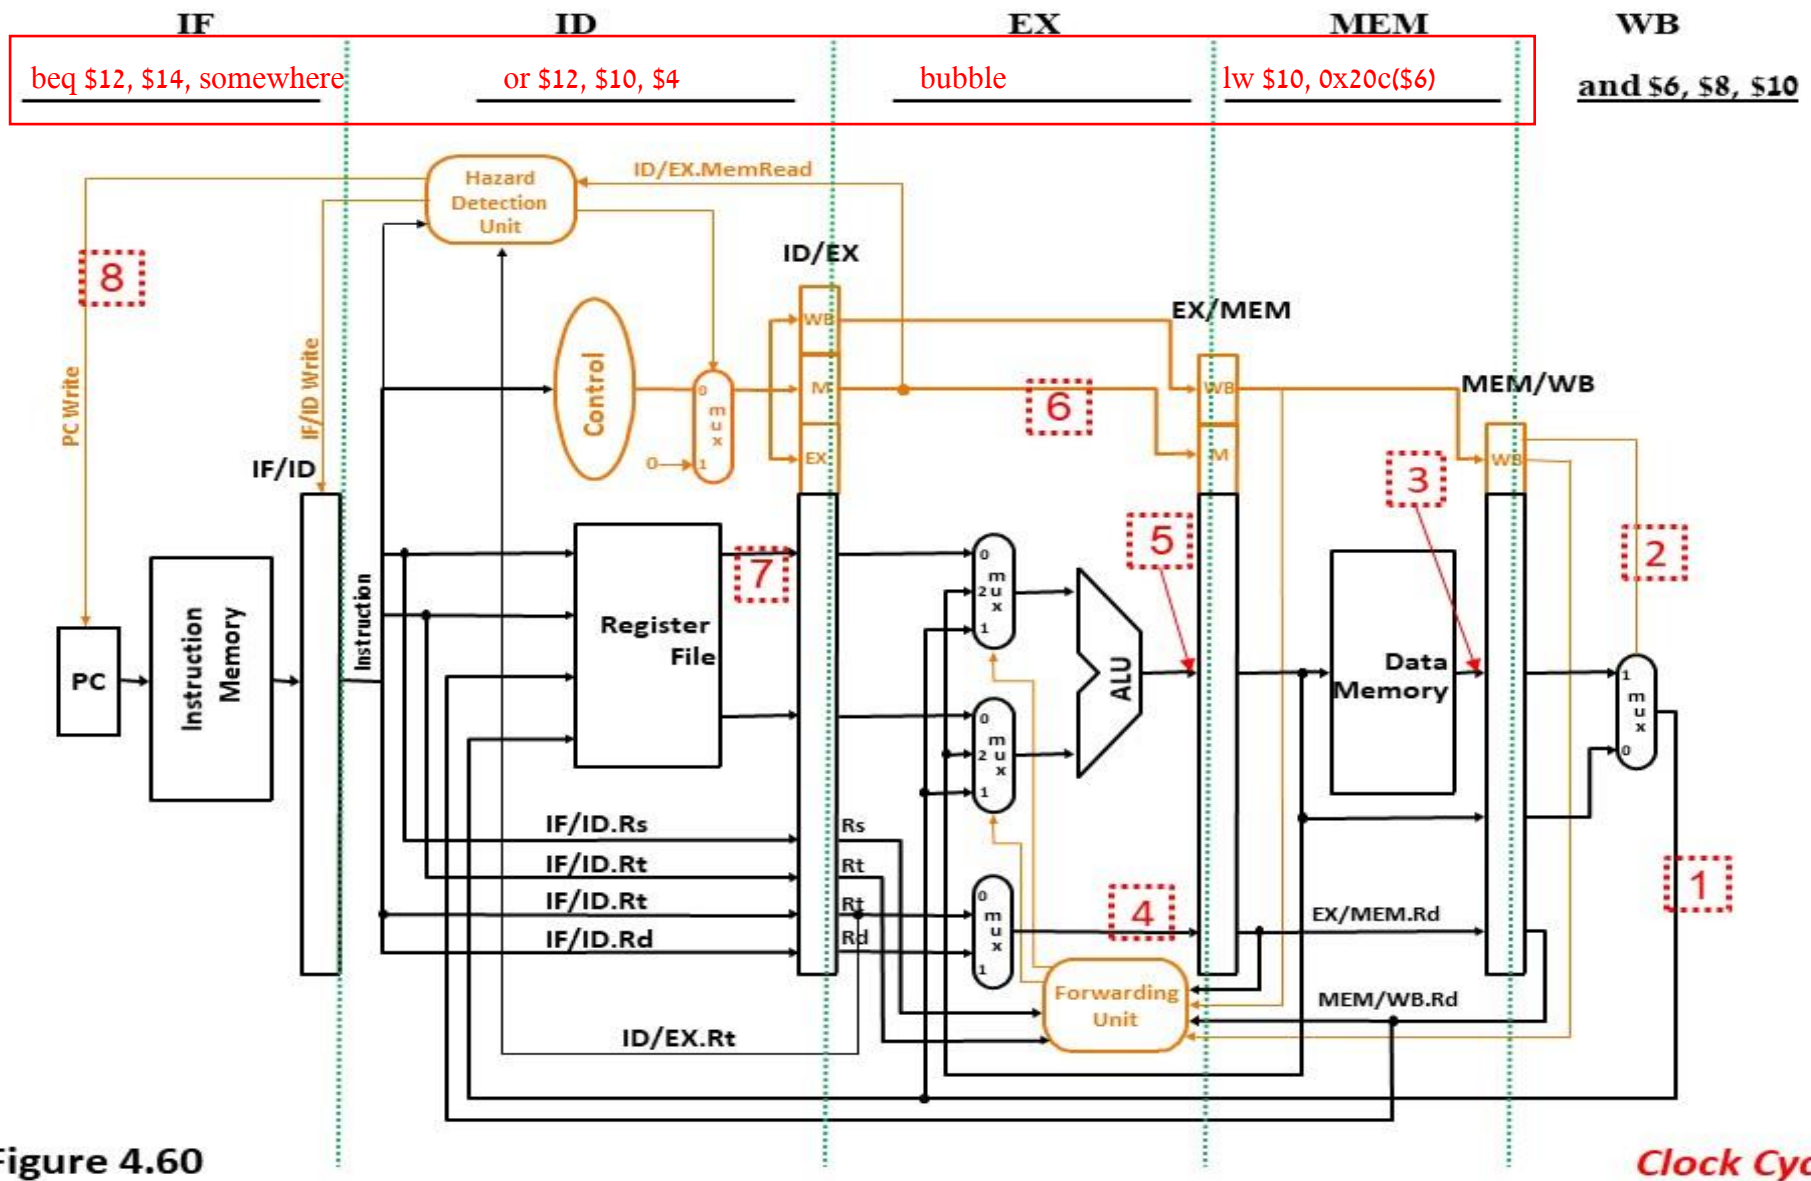 IF ID EX MEM WB
beq $12, $14, somewhere or $12, $10, $4 bubble lw $10, 0x20c($6) and $6, $8, $10
Hazard
Detection
Unit
ID/EX.MemRead
8
PC Write
IF/ID Write
ID/EX
WB
M
EX
Control
0
mux
0
1
EX/MEM
WB
M
6
MEM/WB
WB
IF/ID
3
5
2
7
Instruction
PC
Instruction
Memory
Register
File
0
mux
2
1
0
mux
2
1
ALU
Data
Memory
1
mux
0
1
IF/ID.Rs
IF/ID.Rt
IF/ID.Rt
IF/ID.Rd
Rs
Rt
Rt
Rd
0
mux
1
4
EX/MEM.Rd
Forwarding
Unit
MEM/WB.Rd
ID/EX.Rt
Figure 4.60
Clock Cyc